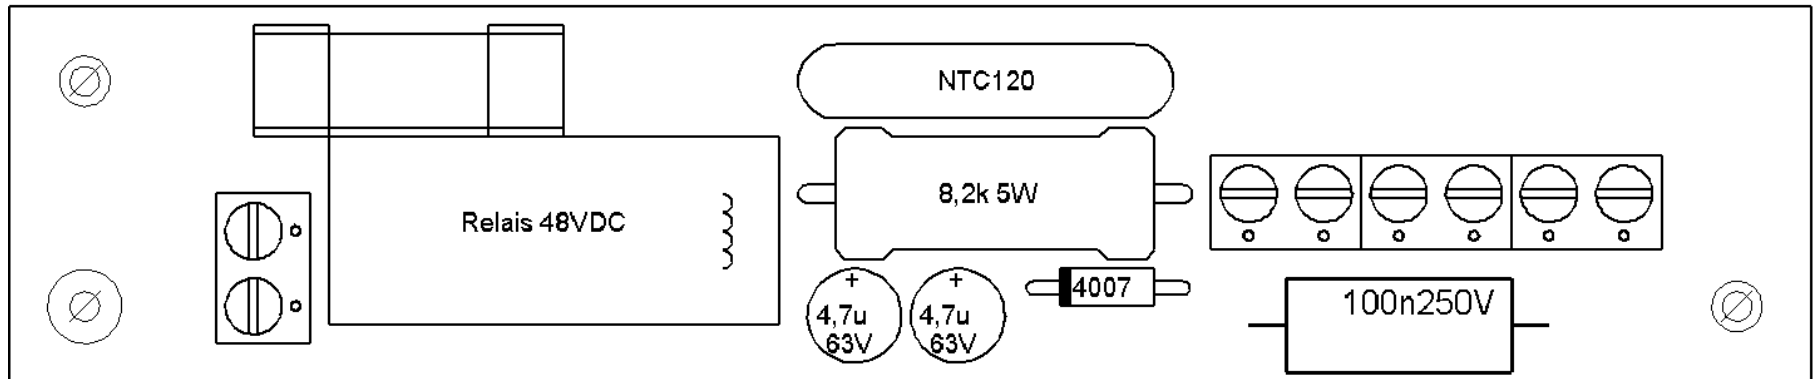 NTC120
8,2k 5W
Relais 48VDC
+
4,7u
63V
+
4,7u
63V
4007
100n250V